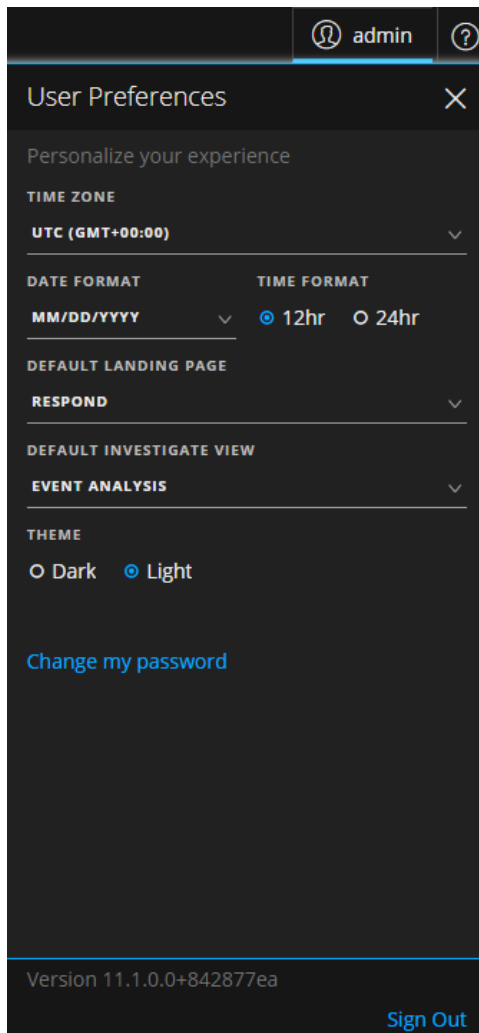 admin ?
User Preferences
Personalize your experience
TIME ZONE
UTC (GMT+00:00)
DATE FORMAT TIME FORMAT
MM/DD/YYYY 12hr 24hr
DEFAULT LANDING PAGE
RESPOND
DEFAULT INVESTIGATE VIEW
EVENT ANALYSIS
THEME
Dark Light
Change my password
Version 11.1.0.0+842877ea
Sign Out